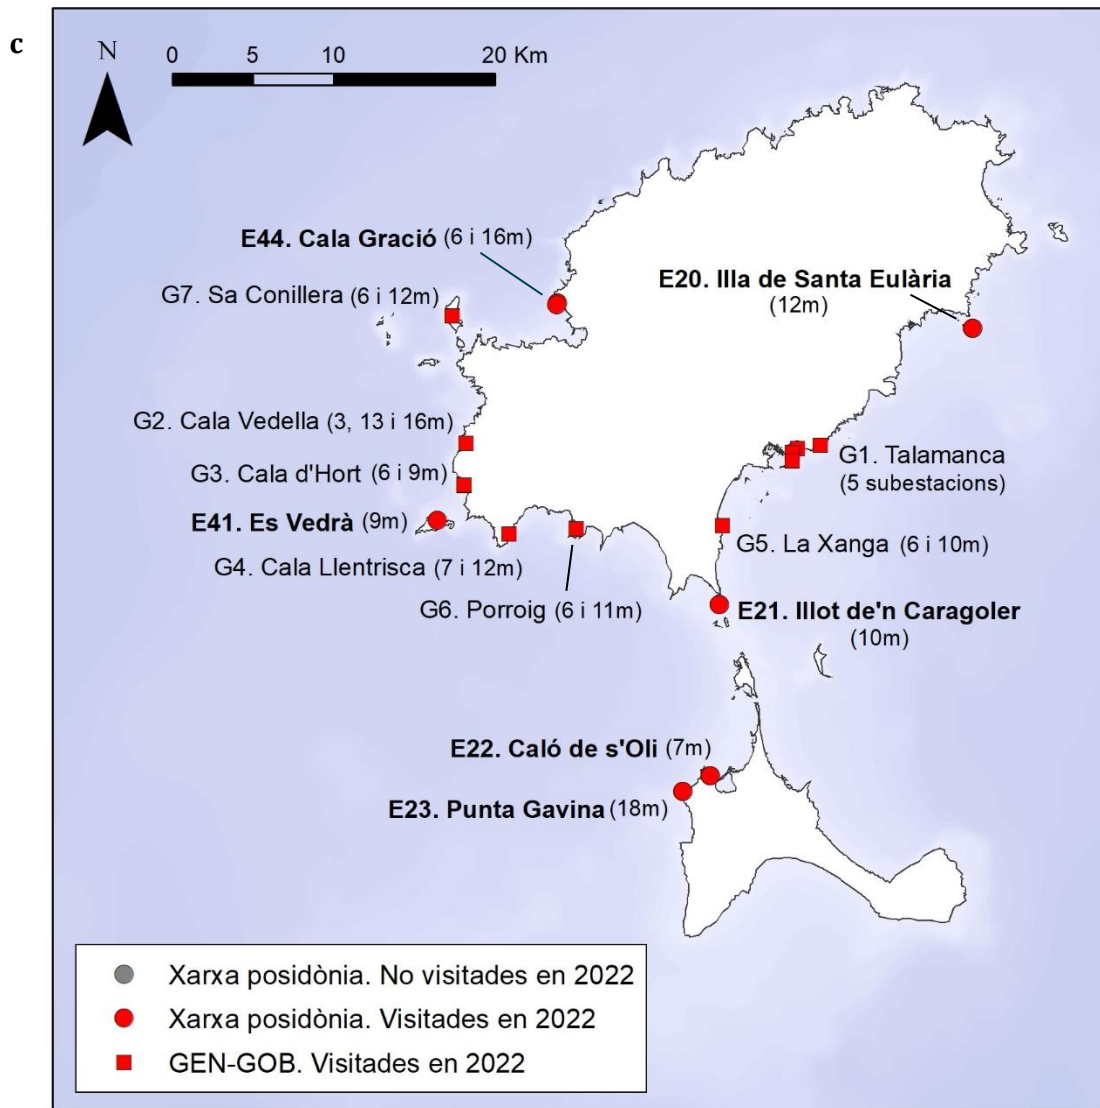 c
N
0 5 10 20 Km
E44. Cala Gració (6 i 16m)
E20. Illa de Santa Eulària
(12m)
G7. Sa Conillera (6 i 12m)
G2. Cala Vedella (3, 13 i 16m)
G1. Talamanca
(5 subestacions)
G3. Cala d'Hort (6 i 9m)
E41. Es Vedrà (9m)
G5. La Xanga (6 i 10m)
G4. Cala Llentrisca (7 i 12m)
G6. Porroig (6 i 11m)
E21. Illot de'n Caragoler
(10m)
E22. Caló de s'Oli (7m)
E23. Punta Gavina (18m)
Xarxa posidònia. No visitades en 2022
Xarxa posidònia. Visitades en 2022
GEN-GOB. Visitades en 2022